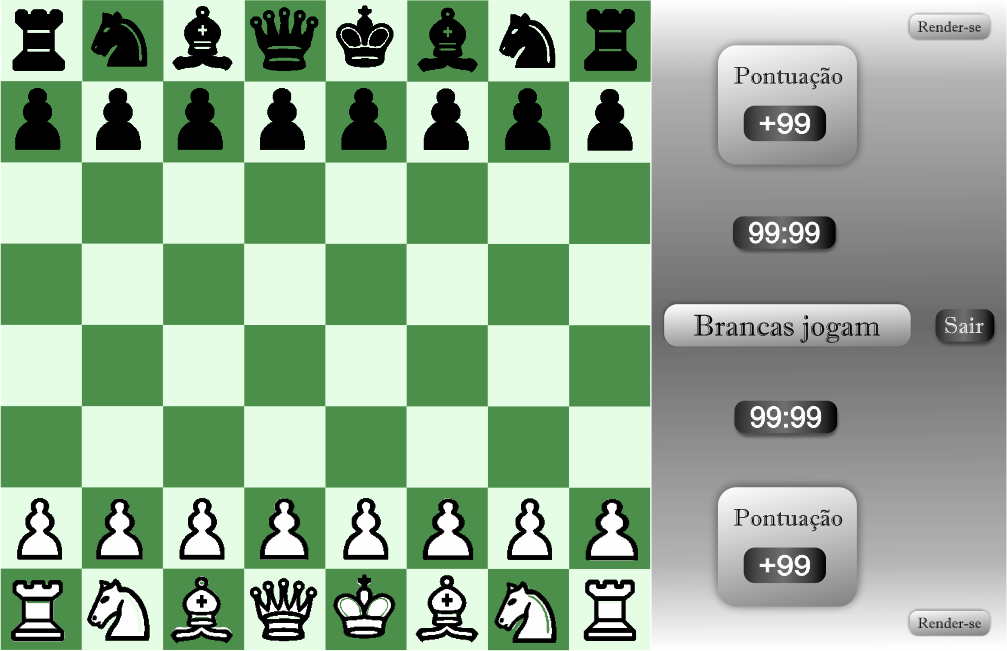 Render-se
Pontuação
+99
99:99
Brancas jogam
Sair
99:99
Pontuação
+99
Render-se